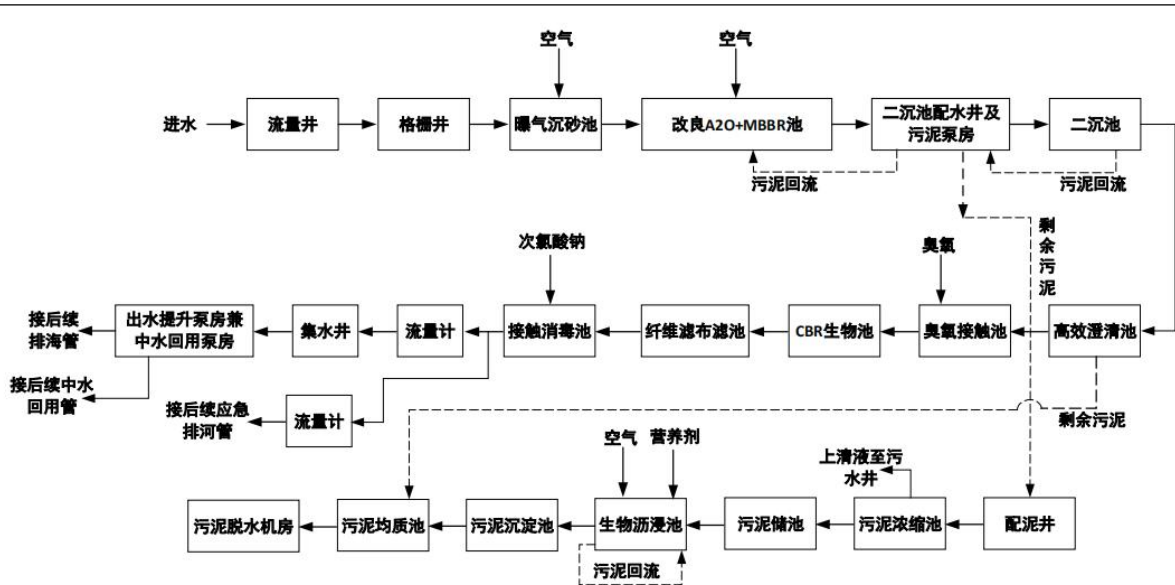 空气
空气
进水
流量井
格栅井
曝气沉砂池
改良A2O+MBBR池
二沉池配水井及
污泥泵房
二沉池
污泥回流
污泥回流
剩
余
污
泥
次氯酸钠
臭氧
接后续
排海管
出水提升泵房兼
中水回用泵房
集水井
流量计
接触消毒池
纤维滤布滤池
CBR生物池
臭氧接触池
高效澄清池
接后续中水
回用管
接后续应急
排河管
流量计
剩余污泥
空气
营养剂
上清液至污
水井
污泥脱水机房
污泥均质池
污泥沉淀池
生物沥浸池
污泥储池
污泥浓缩池
配泥井
污泥回流